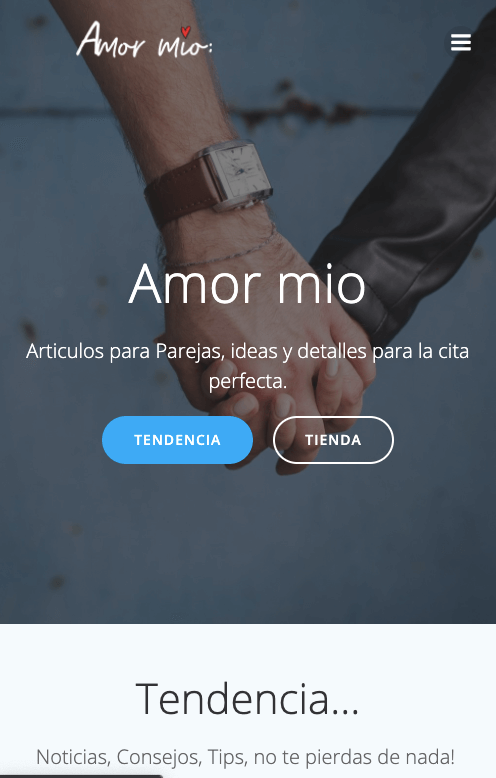 Amor mio:
Amor mio
Articulos para Parejas, ideas y detalles para la cita
perfecta.
TENDENCIA
TIENDA
Tendencia...
Noticias, Consejos, Tips, no te pierdas de nada!